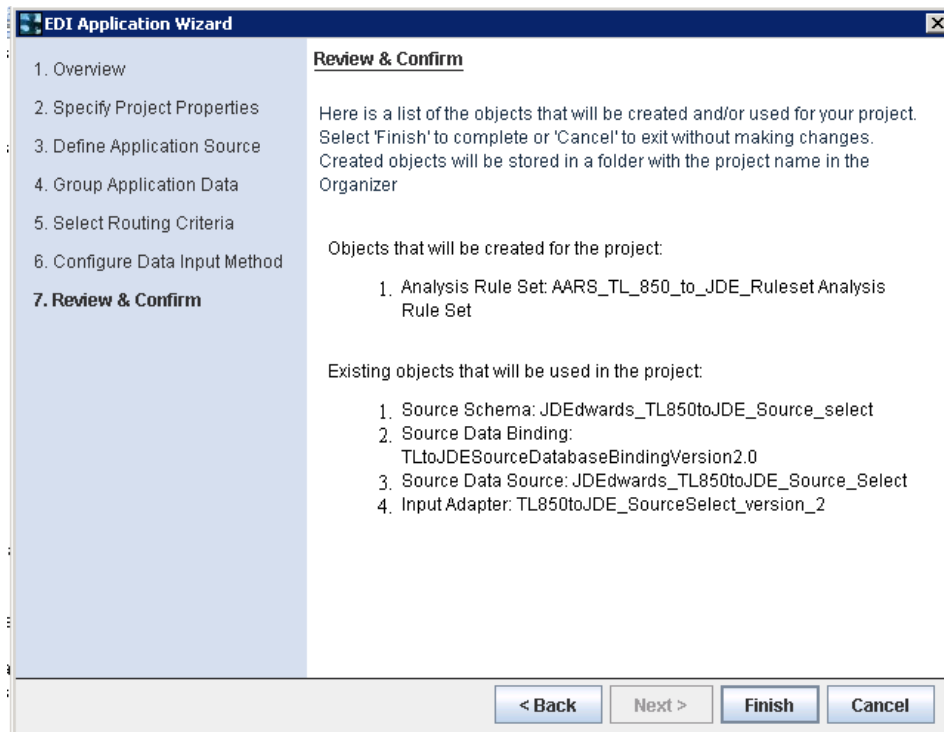 EDI Application Wizard
1. Overview
2. Specify Project Properties
3. Define Application Source
4. Group Application Data
5. Select Routing Criteria
6. Configure Data Input Method
7. Review & Confirm
Review & Confirm
Here is a list of the objects that will be created and/or used for your project.
Select 'Finish' to complete or 'Cancel' to exit without making changes.
Created objects will be stored in a folder with the project name in the
Organizer
Objects that will be created for the project:
1. Analysis Rule Set: AARS_TL_850_to_JDE_Ruleset Analysis
Rule Set
Existing objects that will be used in the project:
1. Source Schema: JDEdwards_TL850toJDE_Source_select
2. Source Data Binding:
TLtoJDESourceDatabaseBindingVersion2.0
3. Source Data Source: JDEdwards_TL850toJDE_Source_Select
4. Input Adapter: TL850toJDE_SourceSelect_version_2
< Back
Next >
Finish
Cancel